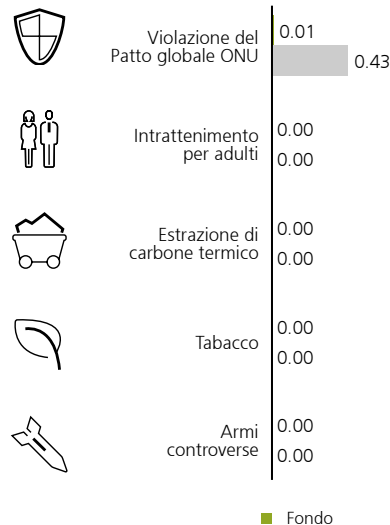 Violazione del
Patto globale ONU
0.01
0.43
Intrattenimento
per adulti
0.00
0.00
Estrazione di
carbone termico
0.00
0.00
Tabacco
0.00
0.00
Armi
controverse
0.00
0.00
Fondo